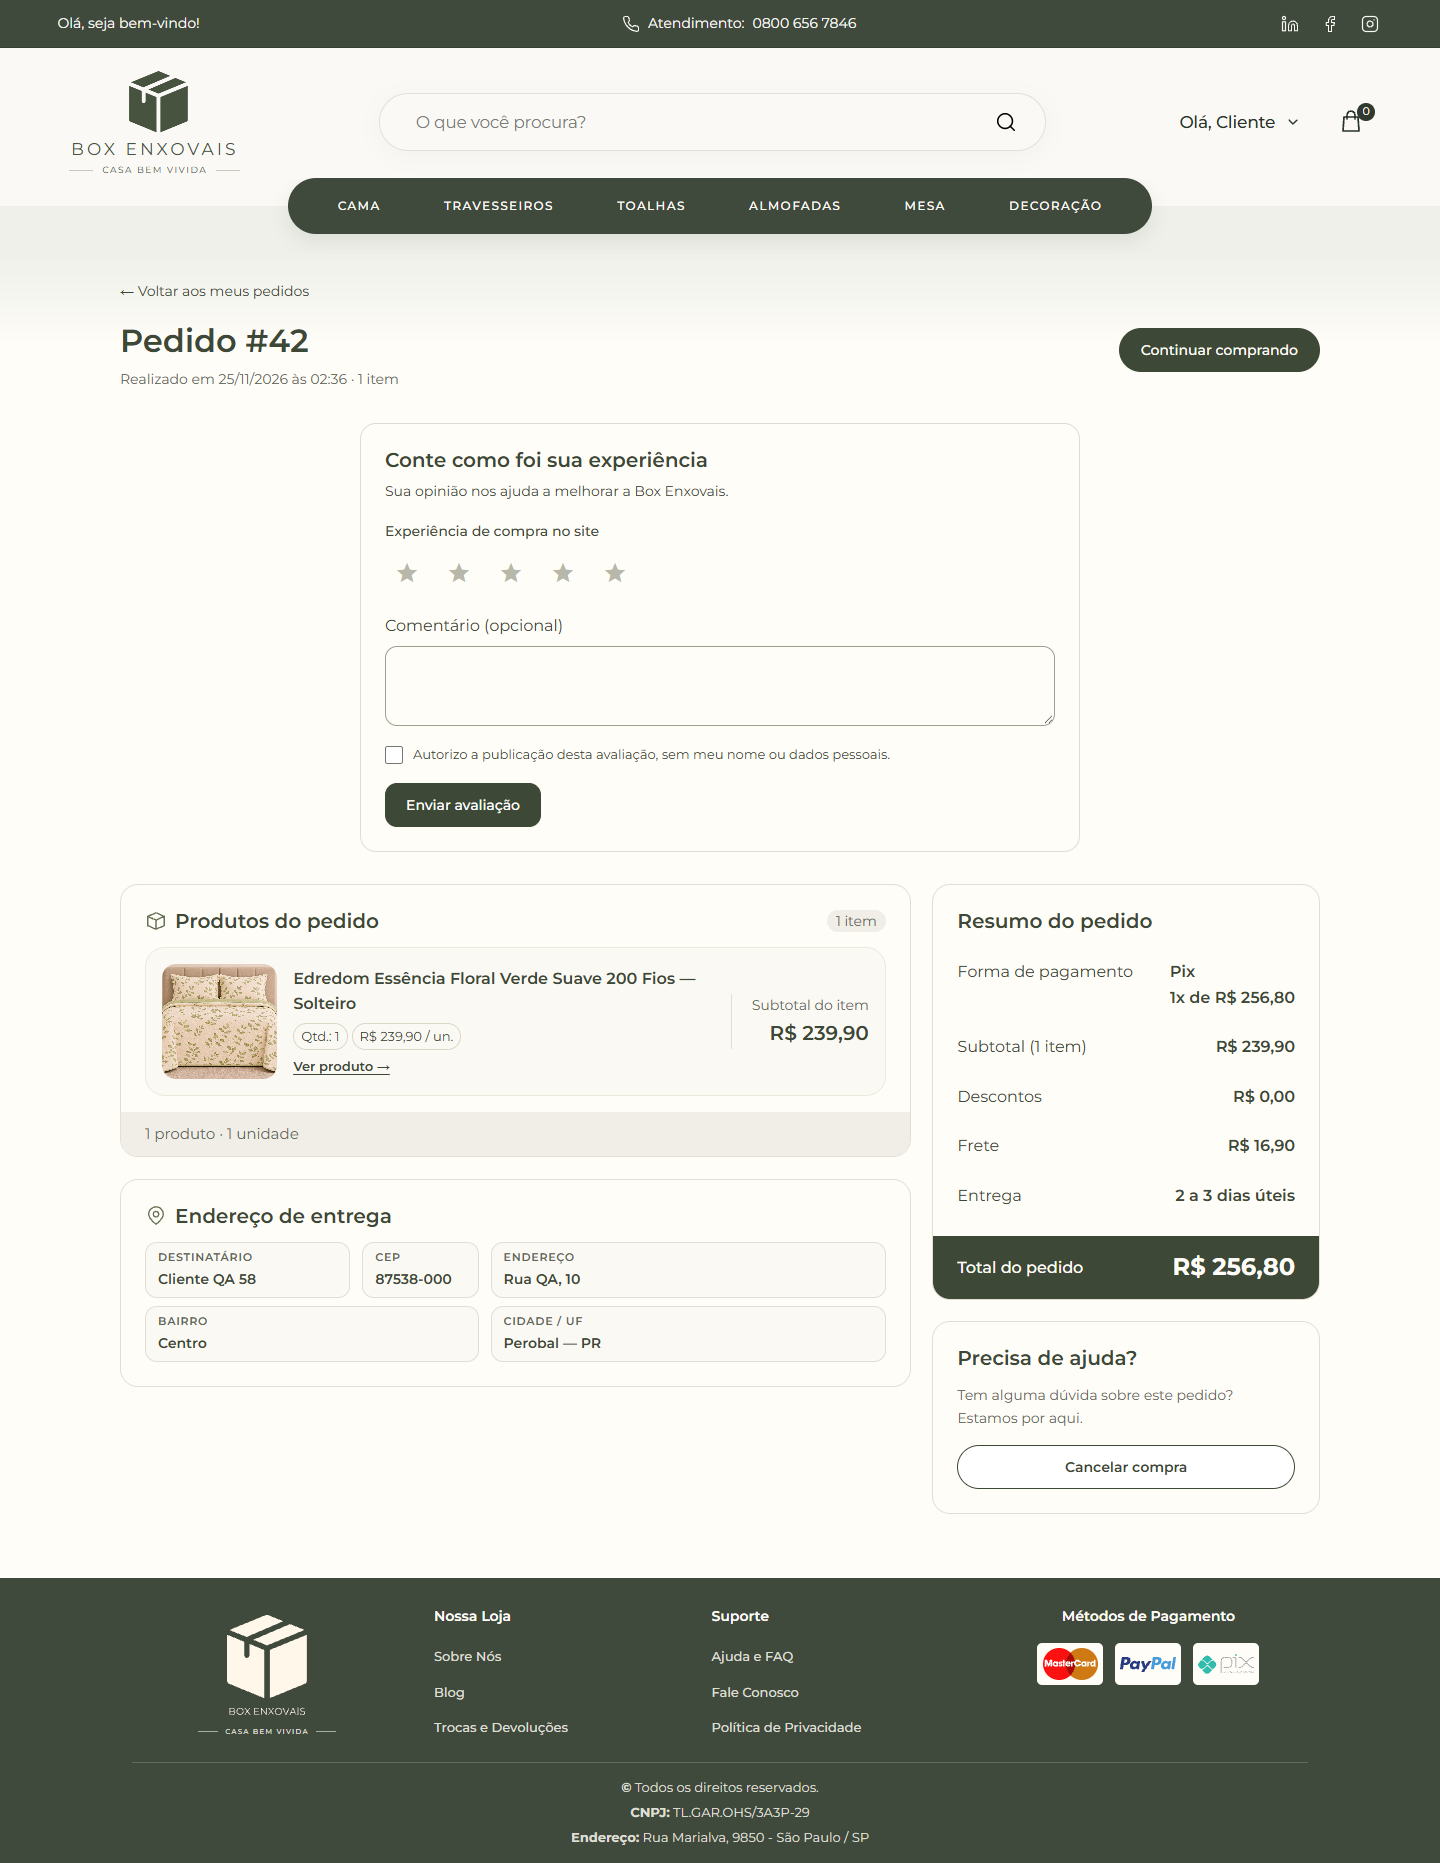 Olá, seja bem-vindo!
Atendimento: 0800 656 7846
BOX ENXOVAIS
CASA BEM VIVIDA
O que você procura?
Olá, Cliente
0
CAMA TRAVESSEIROS TOALHAS ALMOFADAS MESA DECORAÇÃO
← Voltar aos meus pedidos
Pedido #42
Realizado em 25/11/2026 às 02:36 · 1 item
Continuar comprando
Conte como foi sua experiência
Sua opinião nos ajuda a melhorar a Box Enxovais.
Experiência de compra no site
Comentário (opcional)
Autorizo a publicação desta avaliação, sem meu nome ou dados pessoais.
Enviar avaliação
Produtos do pedido
1 item
Edredom Essência Floral Verde Suave 200 Fios —
Solteiro
Qtd.: 1
R$ 239,90 / un.
Ver produto →
Subtotal do item
R$ 239,90
1 produto · 1 unidade
Endereço de entrega
DESTINATÁRIO
Cliente QA 58
CEP
87538-000
ENDEREÇO
Rua QA, 10
BAIRRO
Centro
CIDADE / UF
Perobal — PR
Resumo do pedido
Forma de pagamento Pix
1x de R$ 256,80
Subtotal (1 item) R$ 239,90
Descontos R$ 0,00
Frete R$ 16,90
Entrega 2 a 3 dias úteis
Total do pedido R$ 256,80
Precisa de ajuda?
Tem alguma dúvida sobre este pedido?
Estamos por aqui.
Cancelar compra
BOX ENXOVAIS
CASA BEM VIVIDA
Nossa Loja
Sobre Nós
Blog
Trocas e Devoluções
Suporte
Ajuda e FAQ
Fale Conosco
Política de Privacidade
Métodos de Pagamento
MasterCard
PayPal
pix
© Todos os direitos reservados.
CNPJ: TL.GAR.OHS/3A3P-29
Endereço: Rua Marialva, 9850 - São Paulo / SP